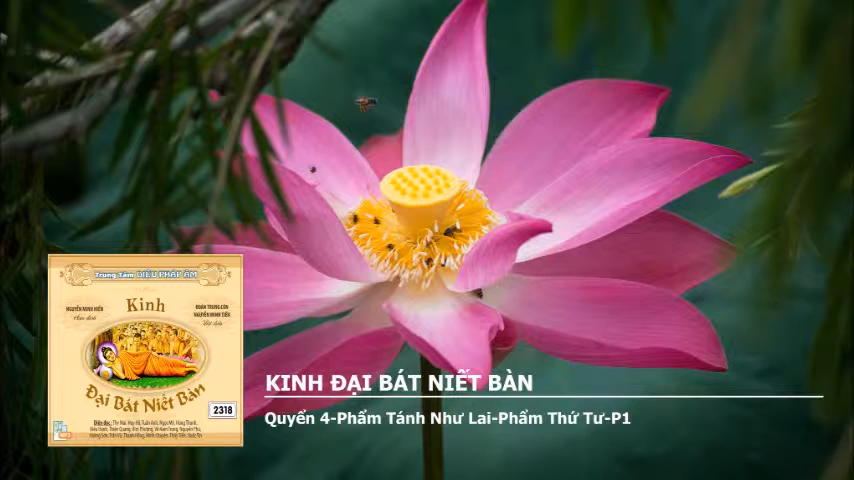 Trung Tâm DIỆU PHÁP ÂM
Kinh
NGUYỄN MINH HIỂN
ĐOÀN TRUNG CÒN
NGUYỄN MINH TIẾN
Đại Bát Niết Bàn
2318
KINH ĐẠI BÁT NIẾT BÀN
Quyển 4-Phẩm Tánh Như Lai-Phẩm Thứ Tư-P1